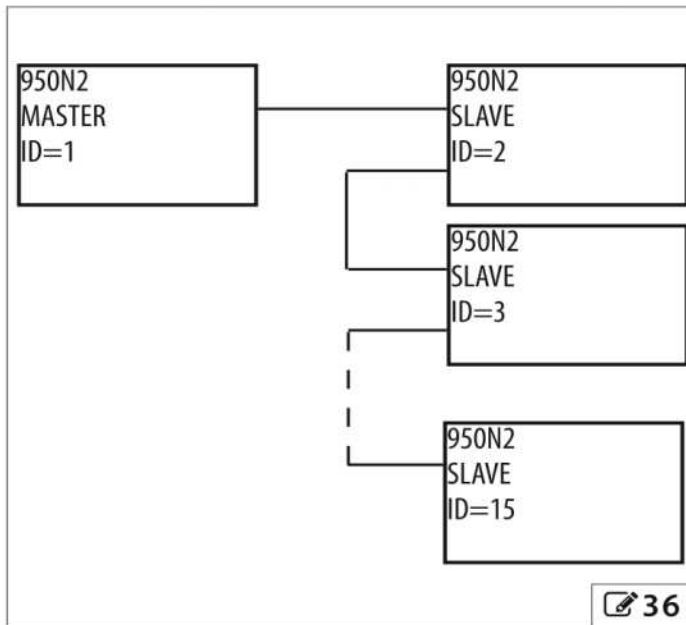 950N2
MASTER
ID=1
950N2
SLAVE
ID=2
950N2
SLAVE
ID=3
950N2
SLAVE
ID=15
36